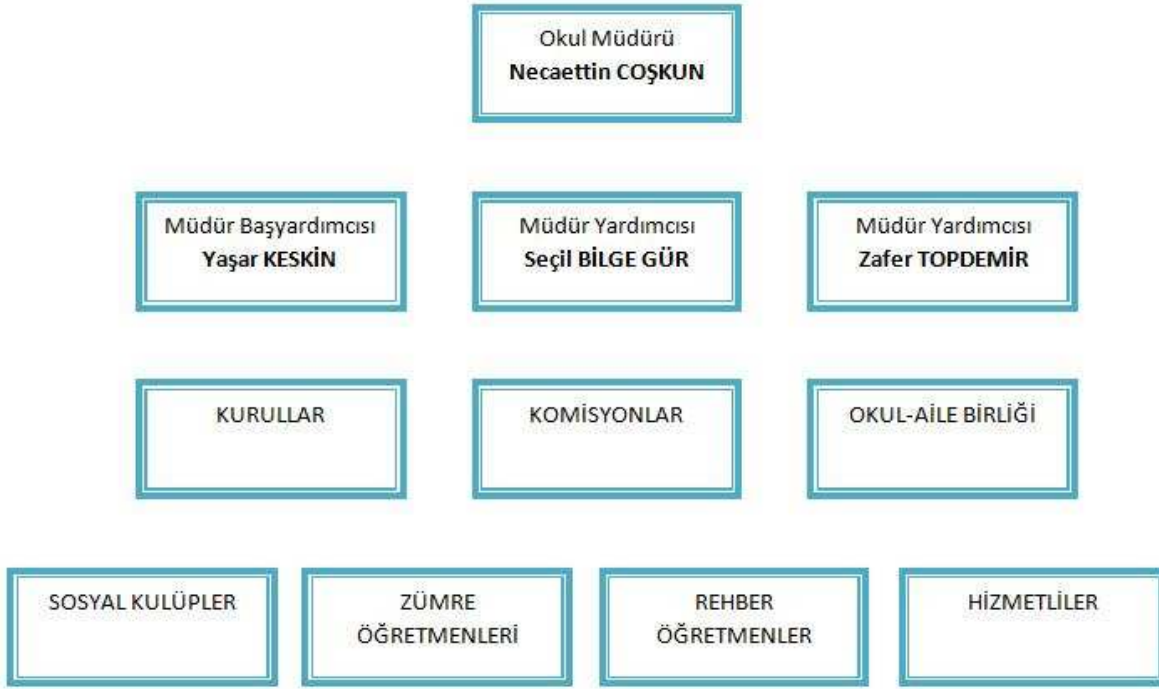 Okul Müdürü
Necaettin COŞKUN
Müdür Başyardımcısı
Yaşar KESKİN
Müdür Yardımcısı
Seçil BİLGE GÜR
Müdür Yardımcısı
Zafer TOPDEMİR
KURULLAR
KOMİSYONLAR
OKUL-AİLE BİRLİĞİ
SOSYAL KULÜPLER
ZÜMRE
ÖĞRETMENLERİ
REHBER
ÖĞRETMENLER
HİZMETLİLER